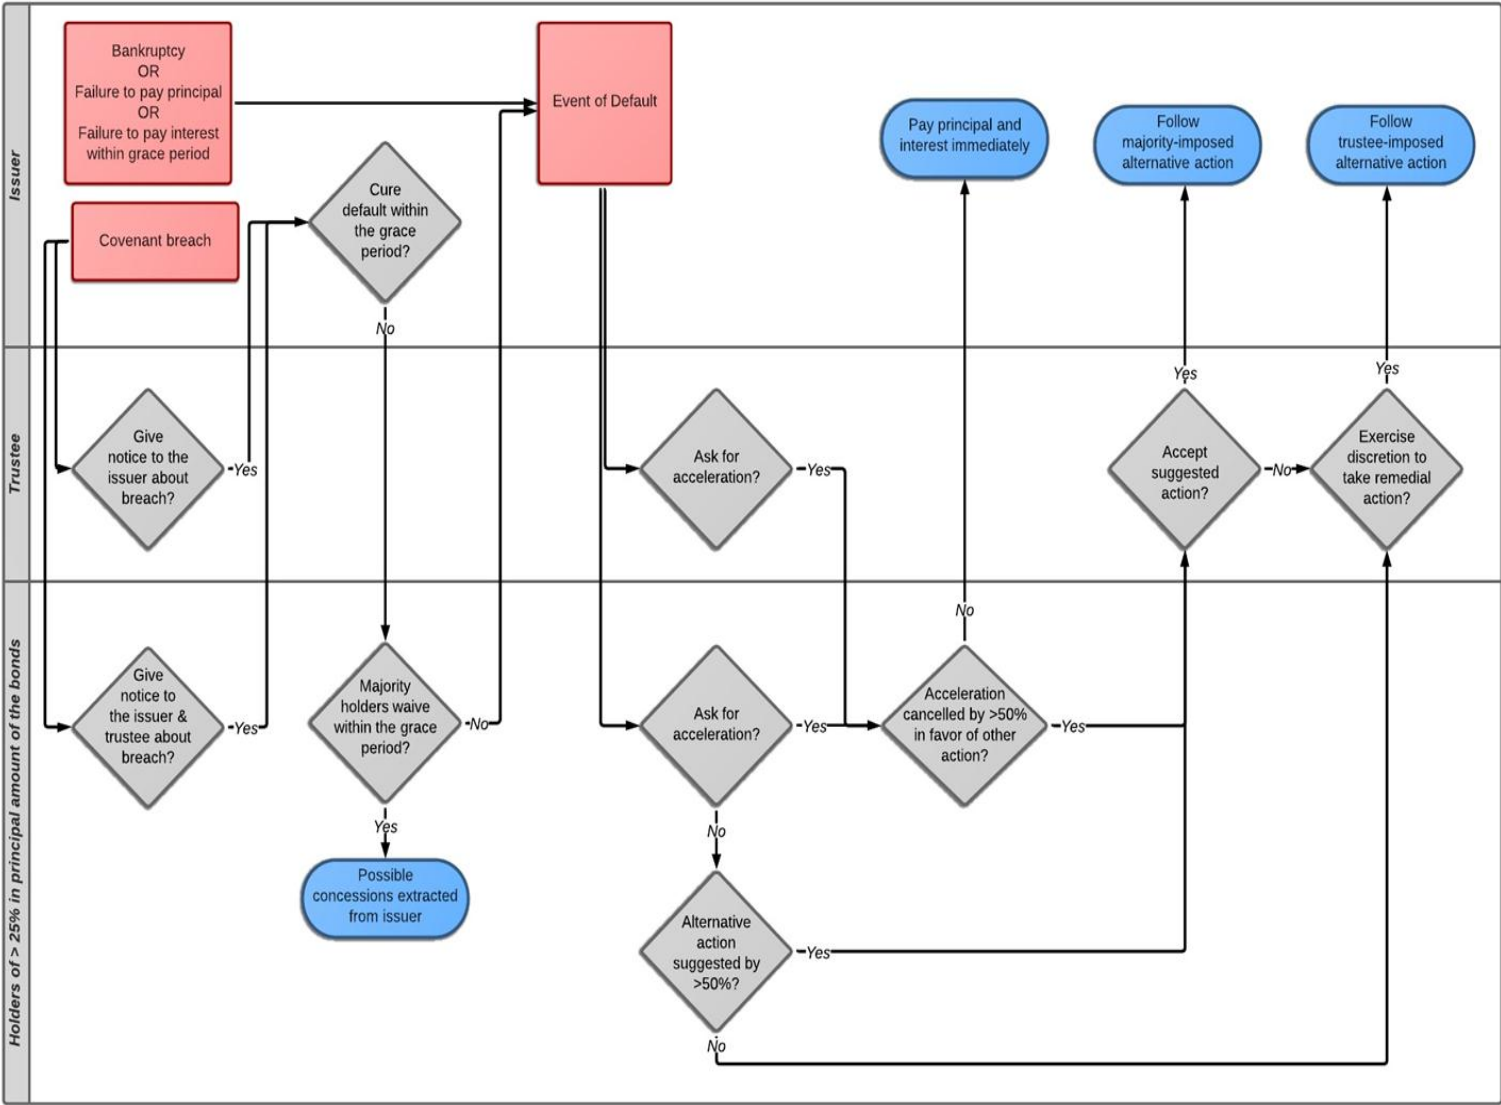 Issuer
Bankruptcy
OR
Failure to pay principal
OR
Failure to pay interest
within grace period
Event of Default
Covenant breach
Cure
default within
the grace
period?
No
Pay principal and
interest immediately
Follow
majority-imposed
alternative action
Follow
trustee-imposed
alternative action
Trustee
Give
notice to the
issuer about
breach?
Yes
Ask for
acceleration?
Yes
Yes
Accept
suggested
action?
No
Yes
Exercise
discretion to
take remedial
action?
Holders of > 25% in principal amount of the bonds
Give
notice to
the issuer &
trustee about
breach?
Yes
Majority
holders waive
within the grace
period?
No
Yes
Possible
concessions extracted
from issuer
Ask for
acceleration?
Yes
No
No
Acceleration
cancelled by >50%
in favor of other
action?
Yes
Alternative
action
suggested by
>50%?
Yes
No